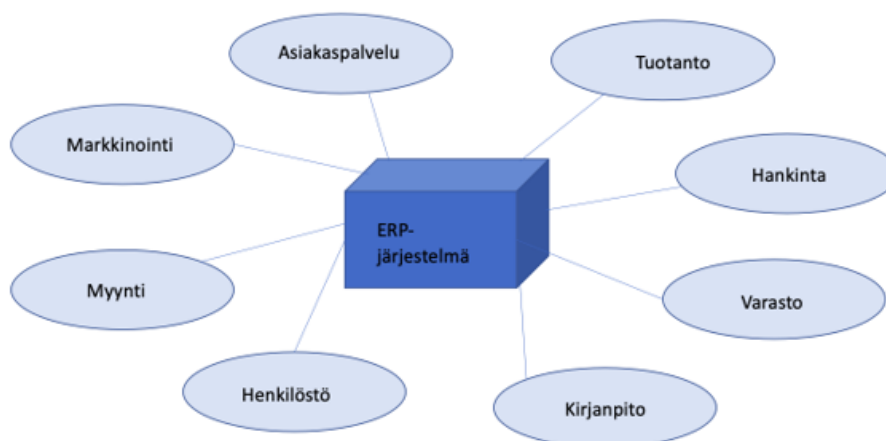 Asiakaspalvelu
Tuotanto
Markkinointi
Hankinta
ERP-
järjestelmä
Myynti
Varasto
Henkilöstö
Kirjanpito